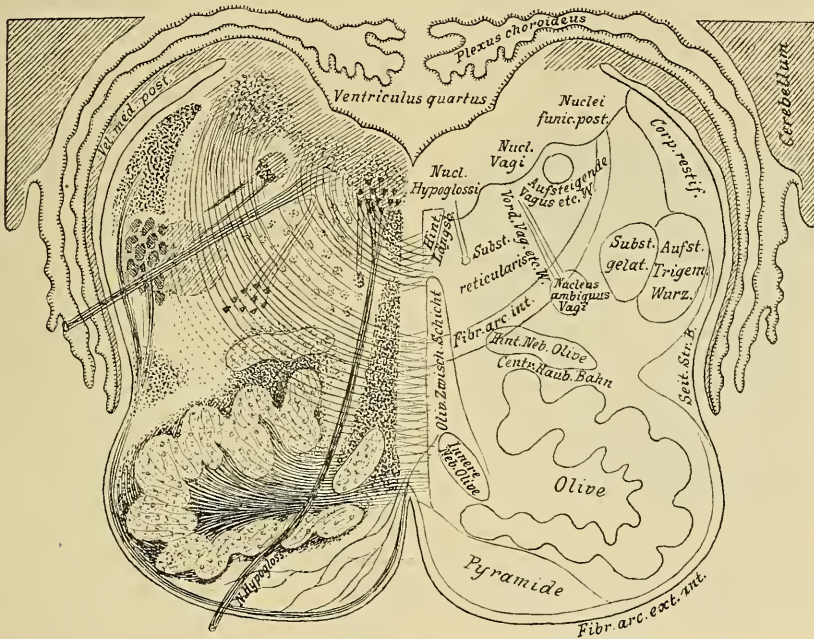 Plexus choroideus
Cerebellum
Vel. med. post.
Ventriculus quartus
Nuclei
funic. post.
Corp. restif.
Nucl.
Vagi
Nucl.
Hypoglossi
Aufsteigende
Vagus etc. W.
Hint.
Längsb.
Vord. Vag. etc. W.
Subst.
reticularis
Subst.
gelat.
Aufst.
Trigem.
Wurz.
Nucleus
ambiguus
Vagi
Fibr. arc. int.
Hint. Neb. Olive
Centr. Haub. Bahn
Seit. Str. B.
Oliv. Zwisch. Schicht
Innere
Neb. Olive
Olive
Pyramide
N. Hypogloss.
Fibr. arc. ext. int.